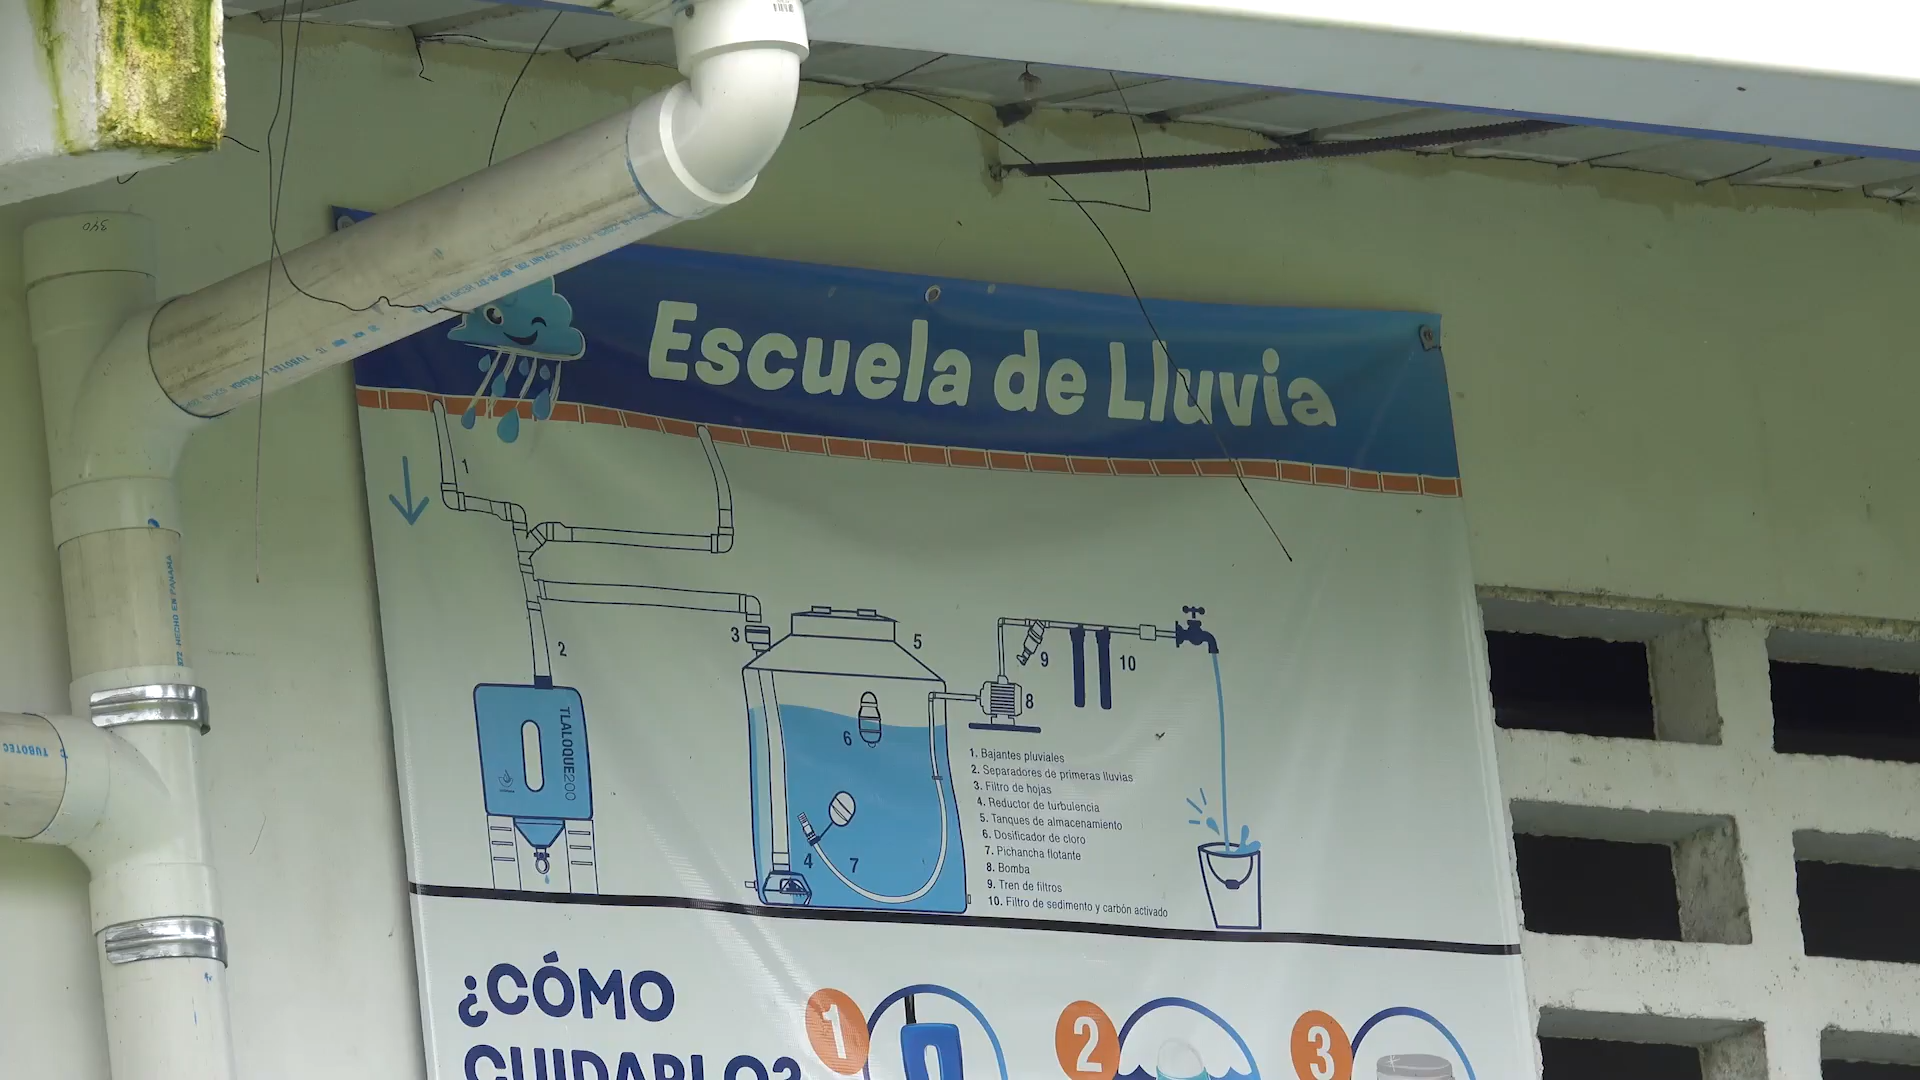 Escuela de Lluvia
1
2
3
5
6
4
7
8
9
10
TLALOQUE200
1. Bajantes pluviales
2. Separadores de primeras lluvias
3. Filtro de hojas
4. Reductor de turbulencia
5. Tanques de almacenamiento
6. Dosificador de cloro
7. Pichancha flotante
8. Bomba
9. Tren de filtros
10. Filtro de sedimento y carbón activado
¿CÓMO
CUIDARLO?
1
2
3
HECHO EN PANAMA
TUBOTEC
340